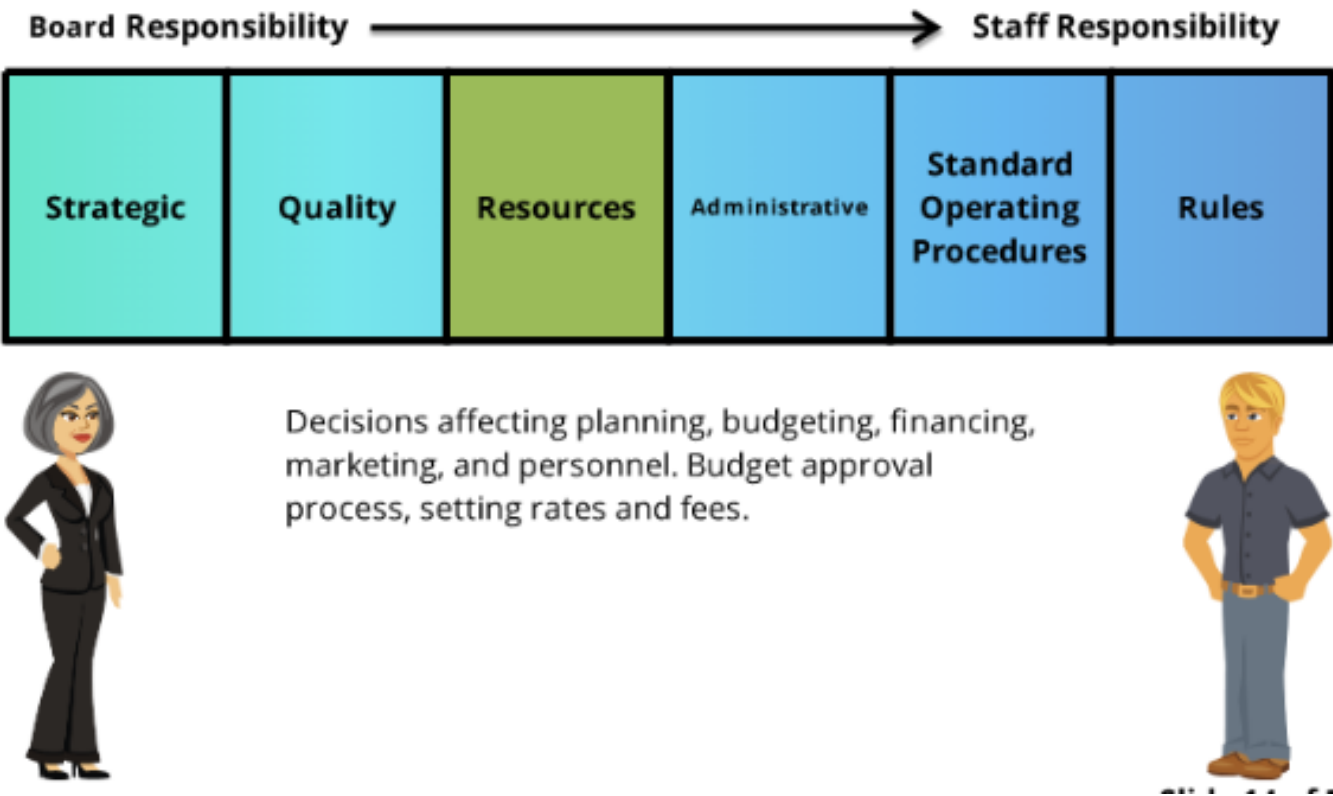 Board Responsibility
Staff Responsibility
Strategic
Quality
Resources
Administrative
Standard
Operating
Procedures
Rules
Decisions affecting planning, budgeting, financing,
marketing, and personnel. Budget approval
process, setting rates and fees.